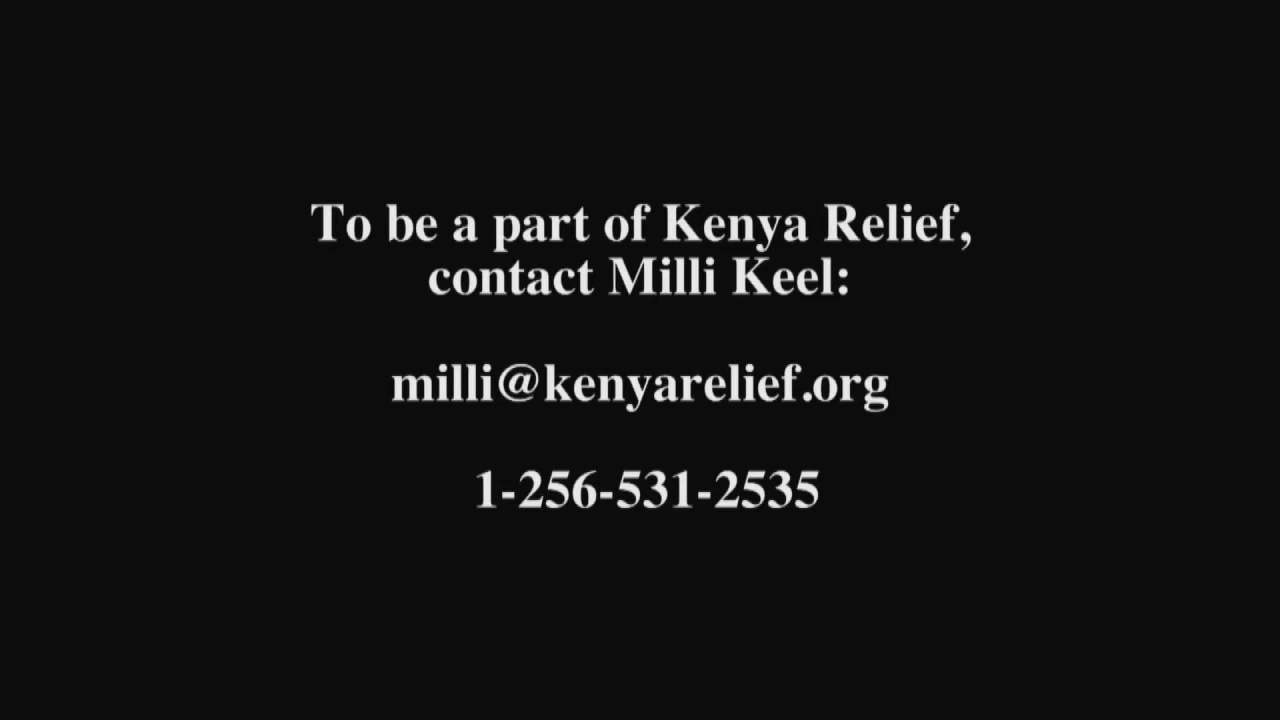 To be a part of Kenya Relief,
contact Milli Keel:
milli@kenyarelief.org
1-256-531-2535